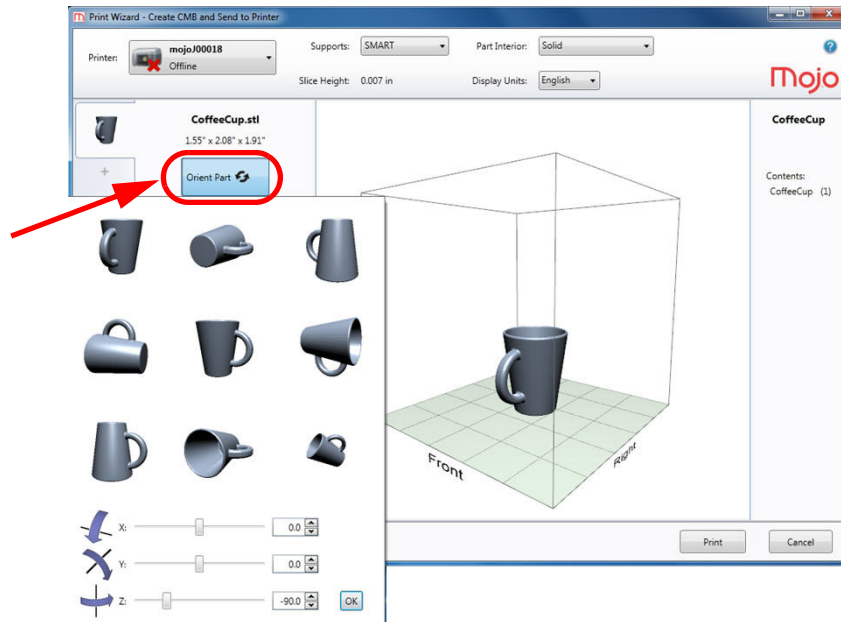 Print Wizard - Create CMB and Send to Printer
Printer:
mojoJ00018
Offline
Supports: SMART
Part Interior: Solid
Slice Height: 0.007 in
Display Units: English
?
mojo
CoffeeCup.stl
1.55" x 2.08" x 1.91"
+
Orient Part
CoffeeCup
Contents:
CoffeeCup (1)
Front
Right
X: 0.0
Y: 0.0
Z: -90.0 OK
Print
Cancel